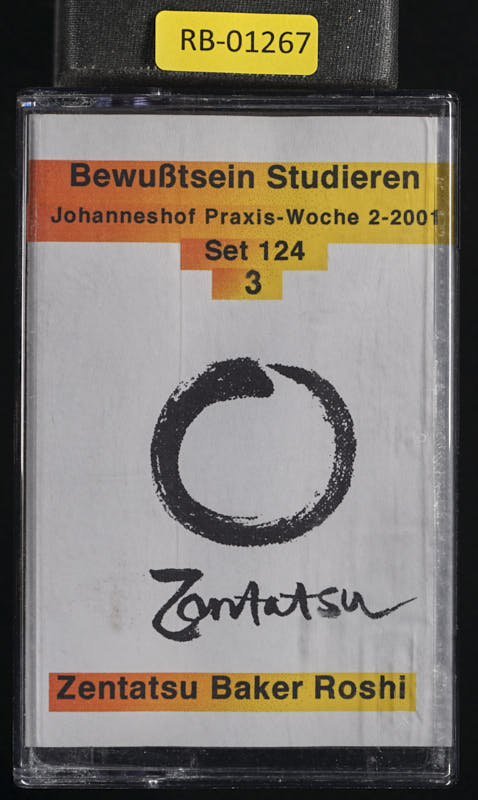 RB-01267
Bewußtsein Studieren
Johanneshof Praxis-Woche 2-2001
Set 124
3
Zentatsu
Zentatsu Baker Roshi